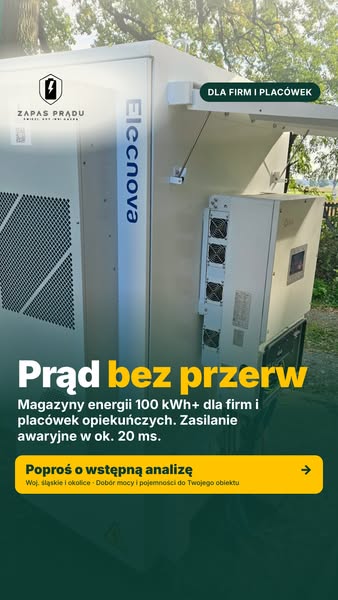 DLA FIRM I PLACÓWEK
ZAPAS PRĄDU
Elecnova
Prąd bez przerw
Magazyny energii 100 kWh+ dla firm i
placówek opiekuńczych. Zasilanie
awaryjne w ok. 20 ms.
Poproś o wstępną analizę →
Woj. śląskie i okolice · Dobór mocy i pojemności do Twojego obiektu